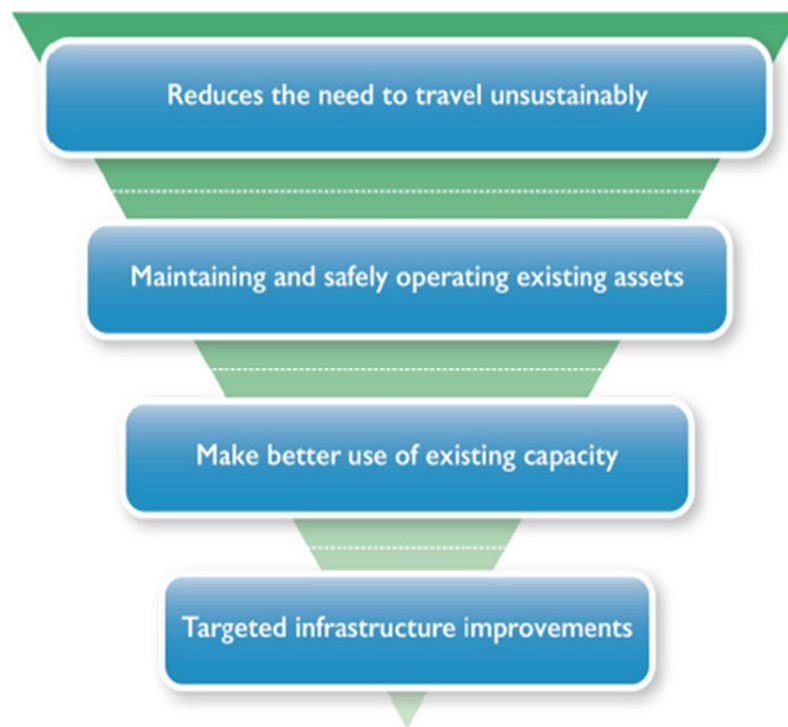 Reduces the need to travel unsustainably
Maintaining and safely operating existing assets
Make better use of existing capacity
Targeted infrastructure improvements